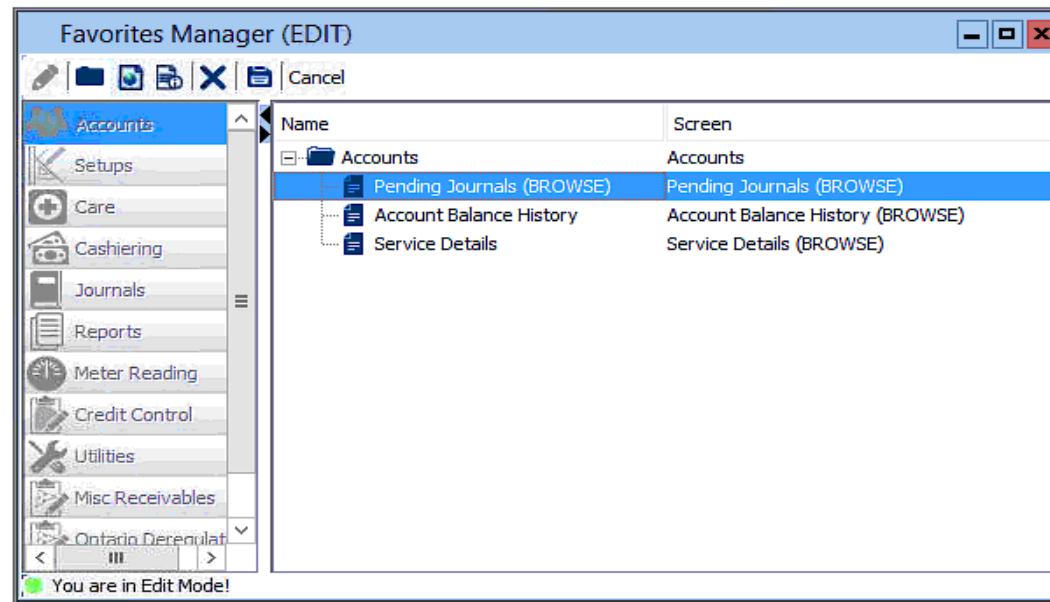 Favorites Manager (EDIT)
Cancel
Accounts
Setups
Care
Cashiering
Journals
Reports
Meter Reading
Credit Control
Utilities
Misc Receivables
Ontario Deregulat
Name Screen
Accounts Accounts
Pending Journals (BROWSE) Pending Journals (BROWSE)
Account Balance History Account Balance History (BROWSE)
Service Details Service Details (BROWSE)
You are in Edit Mode!